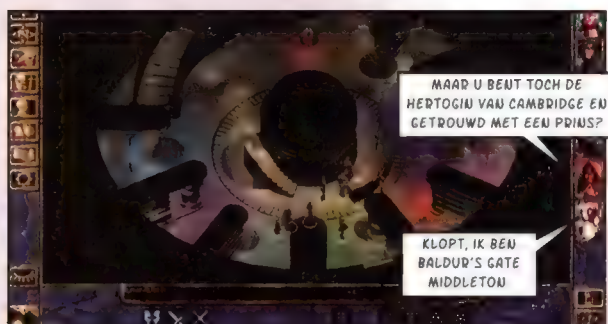 MAAR U BENT TOCH DE
HERTOGIN VAN CAMBRIDGE EN
GETROUWD MET EEN PRINS?
KLOPT, IK BEN
BALDUR'S GATE
MIDDLETON